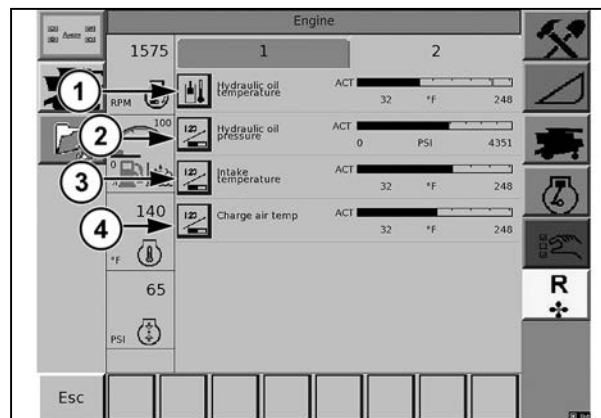 Engine
1575
1
2
RPM
1
Hydraulic oil
temperature
ACT
32 °F 248
100
2
Hydraulic oil
pressure
ACT
0 PSI 4351
0
3
Intake
temperature
ACT
32 °F 248
140
4
Charge air temp
ACT
32 °F 248
°F
65
PSI
R
Esc